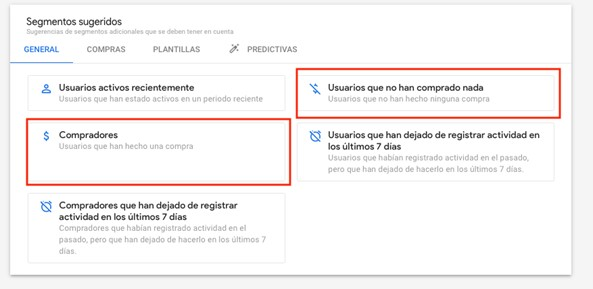 Segmentos sugeridos
Sugerencias de segmentos adicionales que se deben tener en cuenta
GENERAL COMPRAS PLANTILLAS PREDICTIVAS
Usuarios activos recientemente
Usuarios que han estado activos en un periodo reciente
Usuarios que no han comprado nada
Usuarios que no han hecho ninguna compra
Compradores
Usuarios que han hecho una compra
Usuarios que han dejado de registrar actividad en
los últimos 7 días
Usuarios que habían registrado actividad en el pasado,
pero que han dejado de hacerlo en los últimos 7 días.
Compradores que han dejado de registrar
actividad en los últimos 7 días
Compradores que habían registrado actividad en el
pasado, pero que han dejado de hacerlo en los últimos 7
días.